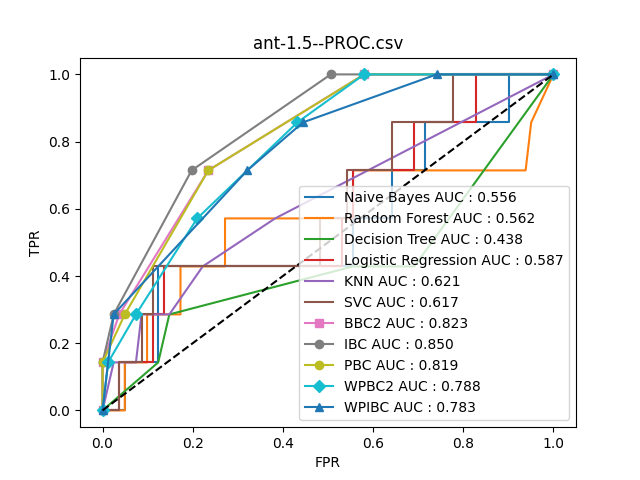 ant-1.5--PROC.csv
TPR
1.0
0.8
0.6
0.4
0.2
0.0
Naive Bayes AUC : 0.556
Random Forest AUC : 0.562
Decision Tree AUC : 0.438
Logistic Regression AUC : 0.587
KNN AUC : 0.621
SVC AUC : 0.617
BBC2 AUC : 0.823
IBC AUC : 0.850
PBC AUC : 0.819
WPBC2 AUC : 0.788
WPIBC AUC : 0.783
0.0 0.2 0.4 0.6 0.8 1.0
FPR